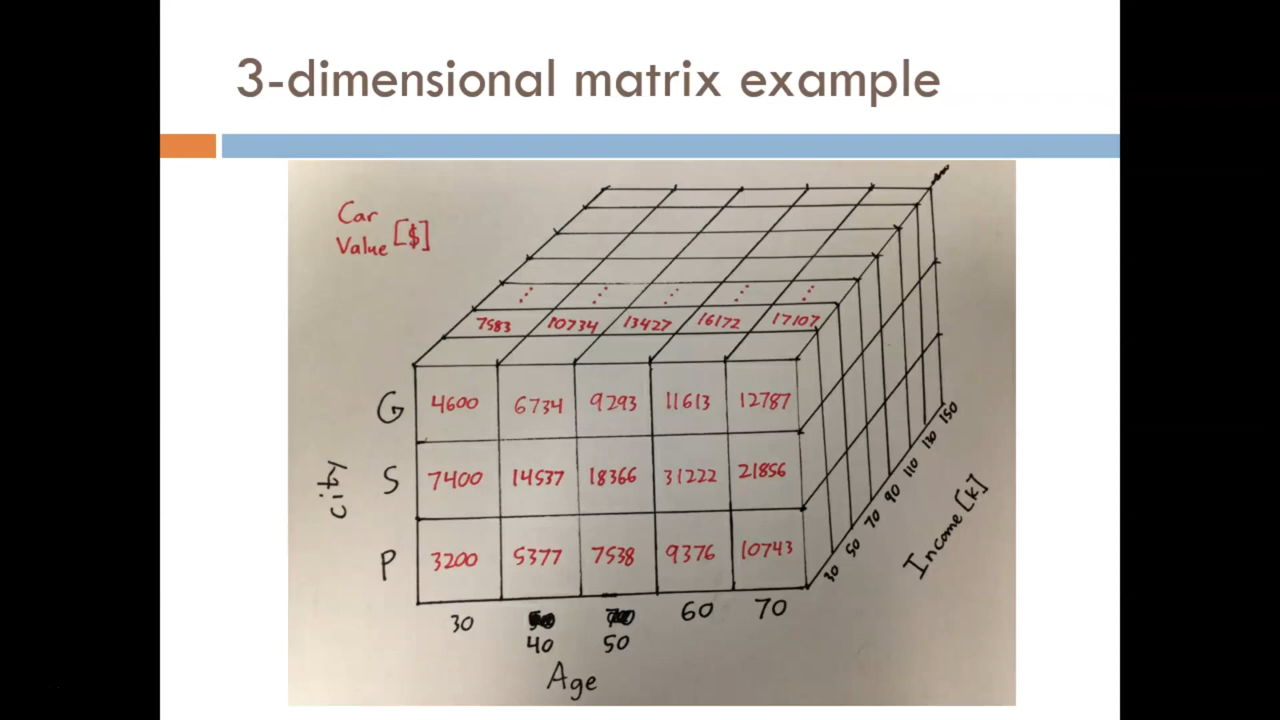 3-dimensional matrix example
Car
Value [$]
7583 10734 13427 16172 17107
G 4600 6734 9293 11613 12787
S 7400 14537 18366 31222 21856
P 3200 5377 7538 9376 10743
City
30 40 50 60 70
Age
30 50 70 90 110 130 150
Income [k]